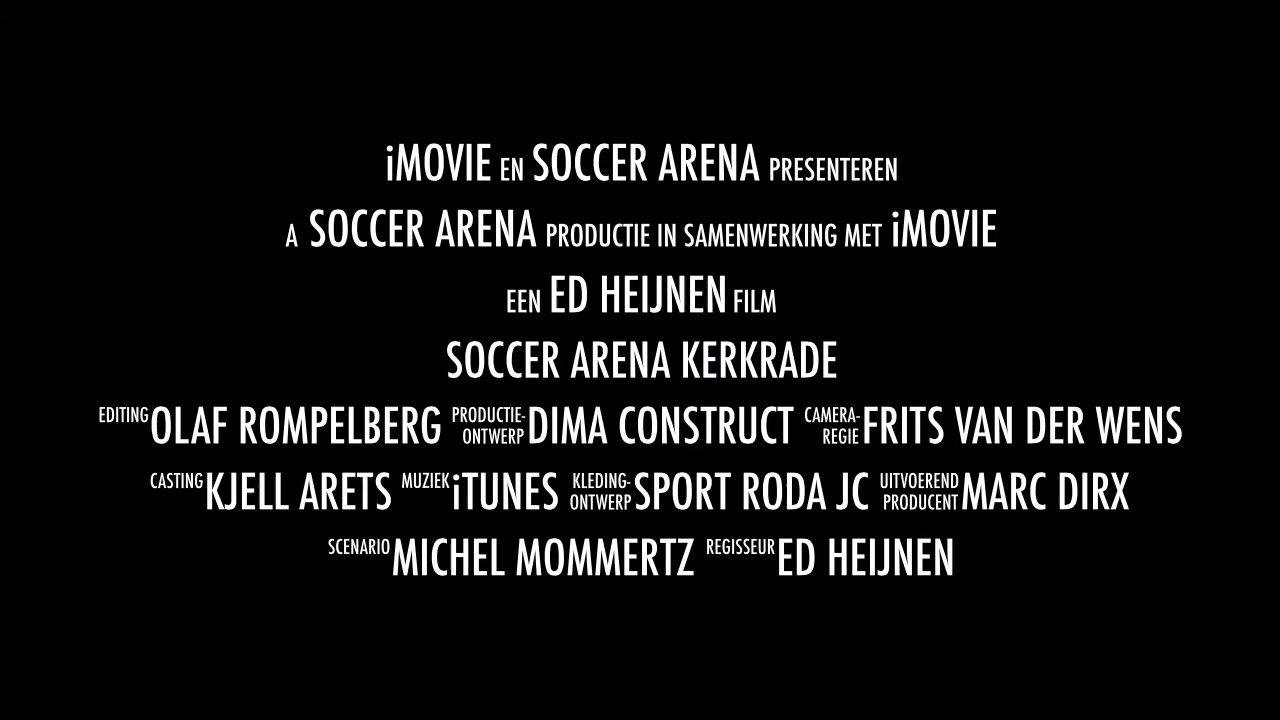 iMOVIE EN SOCCER ARENA PRESENTEREN
A SOCCER ARENA PRODUCTIE IN SAMENWERKING MET iMOVIE
EEN ED HEIJNEN FILM
SOCCER ARENA KERKRADE
EDITING OLAF ROMPELBERG PRODUCTIE-ONTWERP DIMA CONSTRUCT CAMERA-REGIE FRITS VAN DER WENS
CASTING KJELL ARETS MUZIEK iTUNES KLEDING-ONTWERP SPORT RODA JC UITVOEREND PRODUCENT MARC DIRX
SCENARIO MICHEL MOMMERTZ REGISSEUR ED HEIJNEN